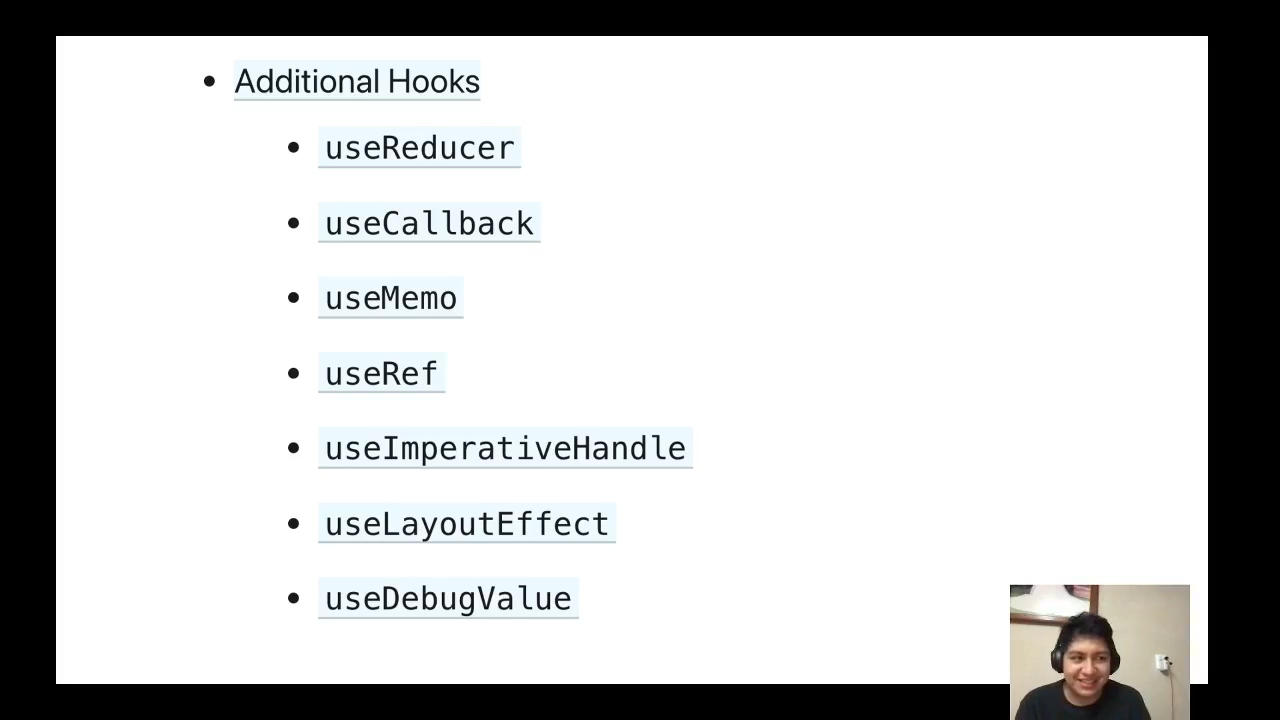 Additional Hooks
useReducer
useCallback
useMemo
useRef
useImperativeHandle
useLayoutEffect
useDebugValue